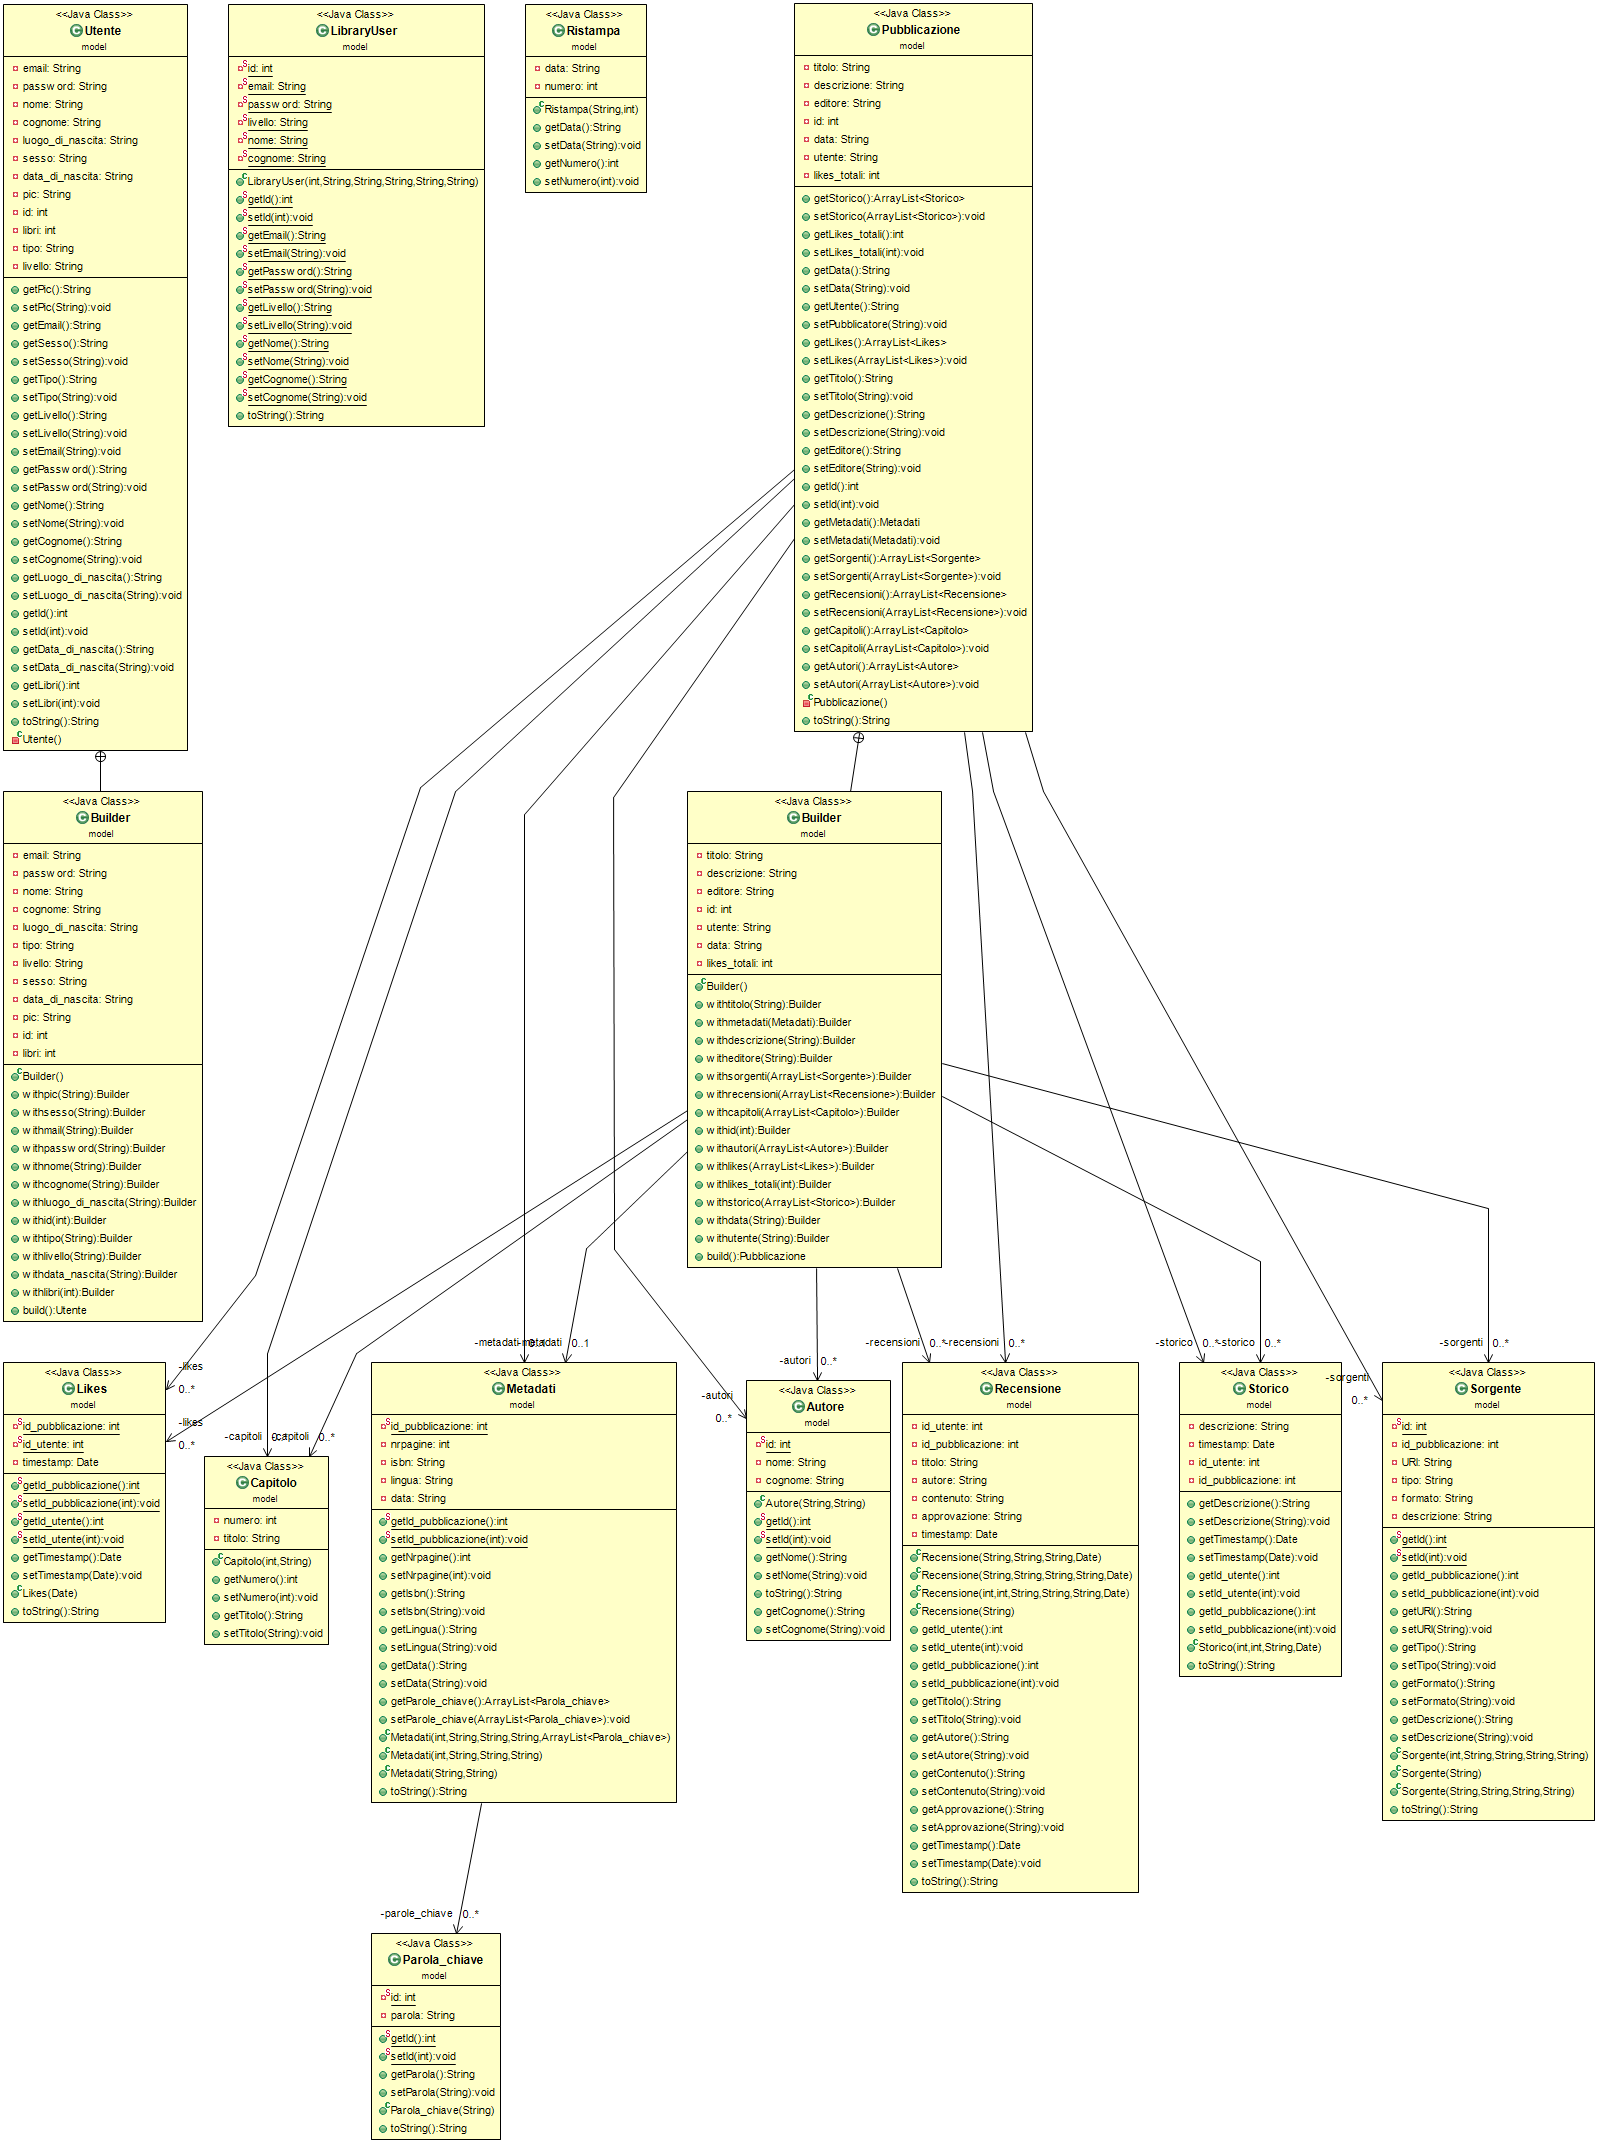 <<Java Class>>
Utente
model
email: String
password: String
nome: String
cognome: String
luogo_di_nascita: String
sesso: String
data_di_nascita: String
pic: String
id: int
libri: int
tipo: String
livello: String
getPic():String
setPic(String):void
getEmail():String
getSesso():String
setSesso(String):void
getTipo():String
setTipo(String):void
getLivello():String
setLivello(String):void
setEmail(String):void
getPassword():String
setPassword(String):void
getNome():String
setNome(String):void
getCognome():String
setCognome(String):void
getLuogo_di_nascita():String
setLuogo_di_nascita(String):void
getId():int
setId(int):void
getData_di_nascita():String
setData_di_nascita(String):void
getLibri():int
setLibri(int):void
toString():String
Utente()
<<Java Class>>
LibraryUser
model
id: int
email: String
password: String
livello: String
nome: String
cognome: String
LibraryUser(int,String,String,String,String,String)
getId():int
setId(int):void
getEmail():String
setEmail(String):void
getPassword():String
setPassword(String):void
getLivello():String
setLivello(String):void
getNome():String
setNome(String):void
getCognome():String
setCognome(String):void
toString():String
<<Java Class>>
Ristampa
model
data: String
numero: int
Ristampa(String,int)
getData():String
setData(String):void
getNumero():int
setNumero(int):void
<<Java Class>>
Pubblicazione
model
titolo: String
descrizione: String
editore: String
id: int
data: String
utente: String
likes_totali: int
getStorico():ArrayList<Storico>
setStorico(ArrayList<Storico>):void
getLikes_totali():int
setLikes_totali(int):void
getData():String
setData(String):void
getUtente():String
setPubblicatore(String):void
getLikes():ArrayList<Likes>
setLikes(ArrayList<Likes>):void
getTitolo():String
setTitolo(String):void
getDescrizione():String
setDescrizione(String):void
getEditore():String
setEditore(String):void
getId():int
setId(int):void
getMetadati():Metadati
setMetadati(Metadati):void
getSorgenti():ArrayList<Sorgente>
setSorgenti(ArrayList<Sorgente>):void
getRecensioni():ArrayList<Recensione>
setRecensioni(ArrayList<Recensione>):void
getCapitoli():ArrayList<Capitolo>
setCapitoli(ArrayList<Capitolo>):void
getAutori():ArrayList<Autore>
setAutori(ArrayList<Autore>):void
Pubblicazione()
toString():String
<<Java Class>>
Builder
model
email: String
password: String
nome: String
cognome: String
luogo_di_nascita: String
tipo: String
livello: String
sesso: String
data_di_nascita: String
pic: String
id: int
libri: int
Builder()
withpic(String):Builder
withsesso(String):Builder
withmail(String):Builder
withpassword(String):Builder
withnome(String):Builder
withcognome(String):Builder
withluogo_di_nascita(String):Builder
withid(int):Builder
withtipo(String):Builder
withlivello(String):Builder
withdata_nascita(String):Builder
withlibri(int):Builder
build():Utente
<<Java Class>>
Builder
model
titolo: String
descrizione: String
editore: String
id: int
utente: String
data: String
likes_totali: int
Builder()
withtitolo(String):Builder
withmetadati(Metadati):Builder
withdescrizione(String):Builder
witheditore(String):Builder
withsorgenti(ArrayList<Sorgente>):Builder
withrecensioni(ArrayList<Recensione>):Builder
withcapitoli(ArrayList<Capitolo>):Builder
withid(int):Builder
withautori(ArrayList<Autore>):Builder
withlikes(ArrayList<Likes>):Builder
withlikes_totali(int):Builder
withstorico(ArrayList<Storico>):Builder
withdata(String):Builder
withutente(String):Builder
build():Pubblicazione
-likes
0..*
-likes
0..*
-capitoli 0..*
-capitoli 0..*
-metadati 0..1
-metadati 0..1
-autori 0..*
-autori
0..*
-recensioni 0..*
-recensioni 0..*
-storico 0..*
-storico 0..*
-sorgenti 0..*
-sorgenti
0..*
<<Java Class>>
Likes
model
id_pubblicazione: int
id_utente: int
timestamp: Date
getId_pubblicazione():int
setId_pubblicazione(int):void
getId_utente():int
setId_utente(int):void
getTimestamp():Date
setTimestamp(Date):void
Likes(Date)
toString():String
<<Java Class>>
Capitolo
model
numero: int
titolo: String
Capitolo(int,String)
getNumero():int
setNumero(int):void
getTitolo():String
setTitolo(String):void
<<Java Class>>
Metadati
model
id_pubblicazione: int
nrpagine: int
isbn: String
lingua: String
data: String
getId_pubblicazione():int
setId_pubblicazione(int):void
getNrpagine():int
setNrpagine(int):void
getIsbn():String
setIsbn(String):void
getLingua():String
setLingua(String):void
getData():String
setData(String):void
getParole_chiave():ArrayList<Parola_chiave>
setParole_chiave(ArrayList<Parola_chiave>):void
Metadati(int,String,String,String,ArrayList<Parola_chiave>)
Metadati(int,String,String,String)
Metadati(String,String)
toString():String
<<Java Class>>
Autore
model
id: int
nome: String
cognome: String
Autore(String,String)
getId():int
setId(int):void
getNome():String
setNome(String):void
toString():String
getCognome():String
setCognome(String):void
<<Java Class>>
Recensione
model
id_utente: int
id_pubblicazione: int
titolo: String
autore: String
contenuto: String
approvazione: String
timestamp: Date
Recensione(String,String,String,Date)
Recensione(String,String,String,String,Date)
Recensione(int,int,String,String,String,Date)
Recensione(String)
getId_utente():int
setId_utente(int):void
getId_pubblicazione():int
setId_pubblicazione(int):void
getTitolo():String
setTitolo(String):void
getAutore():String
setAutore(String):void
getContenuto():String
setContenuto(String):void
getApprovazione():String
setApprovazione(String):void
getTimestamp():Date
setTimestamp(Date):void
toString():String
<<Java Class>>
Storico
model
descrizione: String
timestamp: Date
id_utente: int
id_pubblicazione: int
getDescrizione():String
setDescrizione(String):void
getTimestamp():Date
setTimestamp(Date):void
getId_utente():int
setId_utente(int):void
getId_pubblicazione():int
setId_pubblicazione(int):void
Storico(int,int,String,Date)
toString():String
<<Java Class>>
Sorgente
model
id: int
id_pubblicazione: int
URI: String
tipo: String
formato: String
descrizione: String
getId():int
setId(int):void
getId_pubblicazione():int
setId_pubblicazione(int):void
getURI():String
setURI(String):void
getTipo():String
setTipo(String):void
getFormato():String
setFormato(String):void
getDescrizione():String
setDescrizione(String):void
Sorgente(int,String,String,String,String)
Sorgente(String)
Sorgente(String,String,String,String)
toString():String
-parole_chiave 0..*
<<Java Class>>
Parola_chiave
model
id: int
parola: String
getId():int
setId(int):void
getParola():String
setParola(String):void
Parola_chiave(String)
toString():String